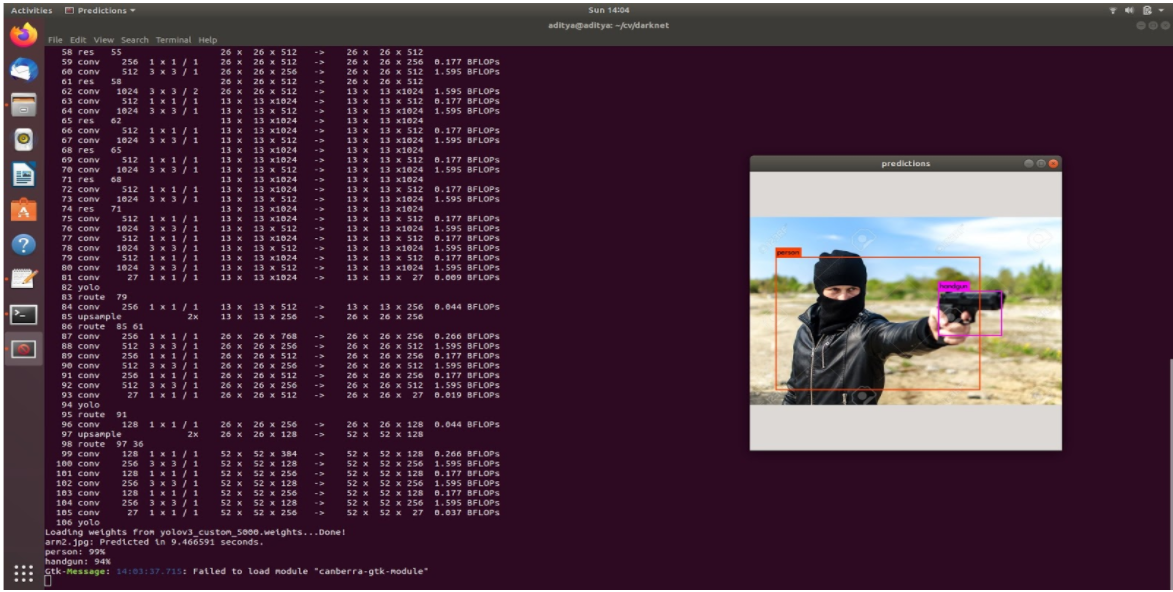 Activities Predictions Sun 14:04
aditya@aditya: ~/cv/darknet
File Edit View Search Terminal Help
58 res 55 26 x 26 x 512 -> 26 x 26 x 512
59 conv 256 1 x 1 / 1 26 x 26 x 512 -> 26 x 26 x 256 0.177 BFLOPs
60 conv 512 3 x 3 / 1 26 x 26 x 256 -> 26 x 26 x 512 1.595 BFLOPs
61 res 58 26 x 26 x 512 -> 26 x 26 x 512
62 conv 1024 3 x 3 / 2 26 x 26 x 512 -> 13 x 13 x1024 1.595 BFLOPs
63 conv 512 1 x 1 / 1 13 x 13 x1024 -> 13 x 13 x 512 0.177 BFLOPs
64 conv 1024 3 x 3 / 1 13 x 13 x 512 -> 13 x 13 x1024 1.595 BFLOPs
65 res 62 13 x 13 x1024 -> 13 x 13 x1024
66 conv 512 1 x 1 / 1 13 x 13 x1024 -> 13 x 13 x 512 0.177 BFLOPs
67 conv 1024 3 x 3 / 1 13 x 13 x 512 -> 13 x 13 x1024 1.595 BFLOPs
68 res 65 13 x 13 x1024 -> 13 x 13 x1024
69 conv 512 1 x 1 / 1 13 x 13 x1024 -> 13 x 13 x 512 0.177 BFLOPs
70 conv 1024 3 x 3 / 1 13 x 13 x 512 -> 13 x 13 x1024 1.595 BFLOPs
71 res 68 13 x 13 x1024 -> 13 x 13 x1024
72 conv 512 1 x 1 / 1 13 x 13 x1024 -> 13 x 13 x 512 0.177 BFLOPs
73 conv 1024 3 x 3 / 1 13 x 13 x 512 -> 13 x 13 x1024 1.595 BFLOPs
74 res 71 13 x 13 x1024 -> 13 x 13 x1024
75 conv 512 1 x 1 / 1 13 x 13 x1024 -> 13 x 13 x 512 0.177 BFLOPs
76 conv 1024 3 x 3 / 1 13 x 13 x 512 -> 13 x 13 x1024 1.595 BFLOPs
77 conv 512 1 x 1 / 1 13 x 13 x1024 -> 13 x 13 x 512 0.177 BFLOPs
78 conv 1024 3 x 3 / 1 13 x 13 x 512 -> 13 x 13 x1024 1.595 BFLOPs
79 conv 512 1 x 1 / 1 13 x 13 x1024 -> 13 x 13 x 512 0.177 BFLOPs
80 conv 1024 3 x 3 / 1 13 x 13 x 512 -> 13 x 13 x1024 1.595 BFLOPs
81 conv 27 1 x 1 / 1 13 x 13 x1024 -> 13 x 13 x 27 0.009 BFLOPs
82 yolo
83 route 79
84 conv 256 1 x 1 / 1 13 x 13 x 512 -> 13 x 13 x 256 0.044 BFLOPs
85 upsample 2x 13 x 13 x 256 -> 26 x 26 x 256
86 route 85 61
87 conv 256 1 x 1 / 1 26 x 26 x 768 -> 26 x 26 x 256 0.266 BFLOPs
88 conv 512 3 x 3 / 1 26 x 26 x 256 -> 26 x 26 x 512 1.595 BFLOPs
89 conv 256 1 x 1 / 1 26 x 26 x 512 -> 26 x 26 x 256 0.177 BFLOPs
90 conv 512 3 x 3 / 1 26 x 26 x 256 -> 26 x 26 x 512 1.595 BFLOPs
91 conv 256 1 x 1 / 1 26 x 26 x 512 -> 26 x 26 x 256 0.177 BFLOPs
92 conv 512 3 x 3 / 1 26 x 26 x 256 -> 26 x 26 x 512 1.595 BFLOPs
93 conv 27 1 x 1 / 1 26 x 26 x 512 -> 26 x 26 x 27 0.019 BFLOPs
94 yolo
95 route 91
96 conv 128 1 x 1 / 1 26 x 26 x 256 -> 26 x 26 x 128 0.044 BFLOPs
97 upsample 2x 26 x 26 x 128 -> 52 x 52 x 128
98 route 97 36
99 conv 128 1 x 1 / 1 52 x 52 x 384 -> 52 x 52 x 128 0.266 BFLOPs
100 conv 256 3 x 3 / 1 52 x 52 x 128 -> 52 x 52 x 256 1.595 BFLOPs
101 conv 128 1 x 1 / 1 52 x 52 x 256 -> 52 x 52 x 128 0.177 BFLOPs
102 conv 256 3 x 3 / 1 52 x 52 x 128 -> 52 x 52 x 256 1.595 BFLOPs
103 conv 128 1 x 1 / 1 52 x 52 x 256 -> 52 x 52 x 128 0.177 BFLOPs
104 conv 256 3 x 3 / 1 52 x 52 x 128 -> 52 x 52 x 256 1.595 BFLOPs
105 conv 27 1 x 1 / 1 52 x 52 x 256 -> 52 x 52 x 27 0.037 BFLOPs
106 yolo
Loading weights from yolov3_custom_5000.weights...Done!
arm2.jpg: Predicted in 9.466591 seconds.
person: 99%
handgun: 94%
Gtk-Message: 14:03:37.715: Failed to load module "canberra-gtk-module"
predictions
person
handgun